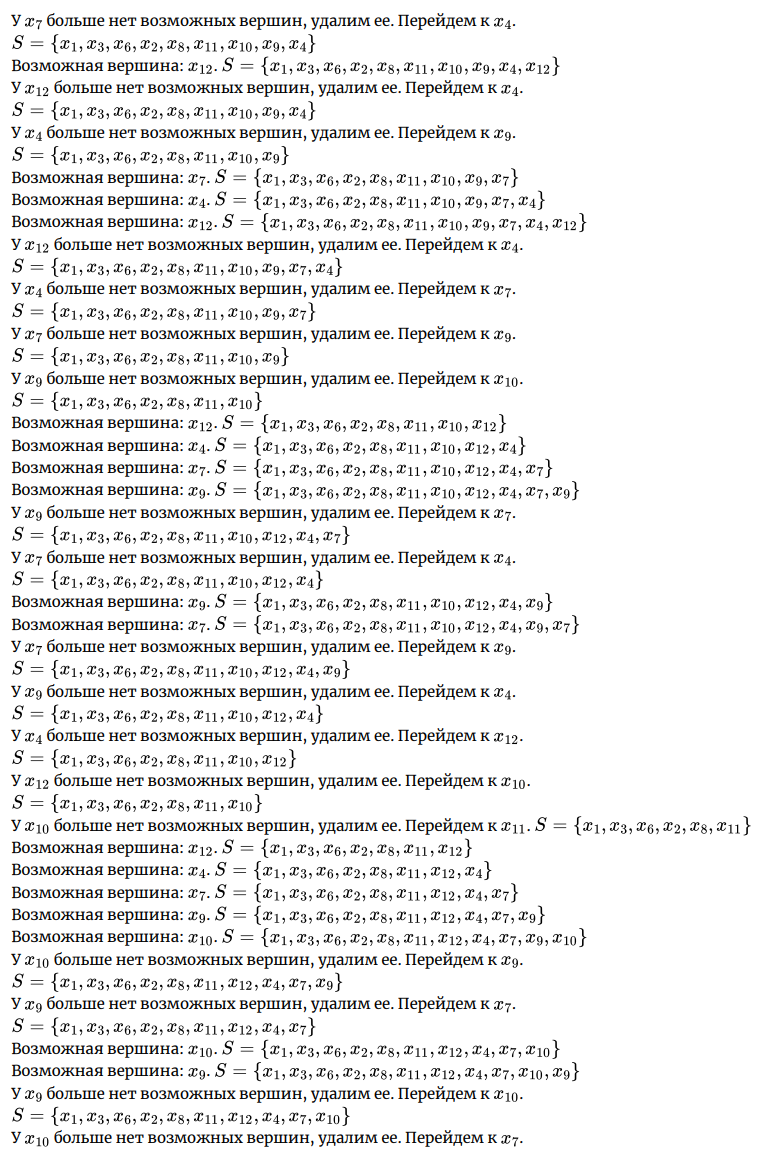 У x₇ больше нет возможных вершин, удалим ее. Перейдем к x₄.
S = {x₁, x₃, x₆, x₂, x₈, x₁₁, x₁₀, x₉, x₄}
Возможная вершина: x₁₂. S = {x₁, x₃, x₆, x₂, x₈, x₁₁, x₁₀, x₉, x₄, x₁₂}
У x₁₂ больше нет возможных вершин, удалим ее. Перейдем к x₄.
S = {x₁, x₃, x₆, x₂, x₈, x₁₁, x₁₀, x₉, x₄}
У x₄ больше нет возможных вершин, удалим ее. Перейдем к x₉.
S = {x₁, x₃, x₆, x₂, x₈, x₁₁, x₁₀, x₉}
Возможная вершина: x₇. S = {x₁, x₃, x₆, x₂, x₈, x₁₁, x₁₀, x₉, x₇}
Возможная вершина: x₄. S = {x₁, x₃, x₆, x₂, x₈, x₁₁, x₁₀, x₉, x₇, x₄}
Возможная вершина: x₁₂. S = {x₁, x₃, x₆, x₂, x₈, x₁₁, x₁₀, x₉, x₇, x₄, x₁₂}
У x₁₂ больше нет возможных вершин, удалим ее. Перейдем к x₄.
S = {x₁, x₃, x₆, x₂, x₈, x₁₁, x₁₀, x₉, x₇, x₄}
У x₄ больше нет возможных вершин, удалим ее. Перейдем к x₇.
S = {x₁, x₃, x₆, x₂, x₈, x₁₁, x₁₀, x₉, x₇}
У x₇ больше нет возможных вершин, удалим ее. Перейдем к x₉.
S = {x₁, x₃, x₆, x₂, x₈, x₁₁, x₁₀, x₉}
У x₉ больше нет возможных вершин, удалим ее. Перейдем к x₁₀.
S = {x₁, x₃, x₆, x₂, x₈, x₁₁, x₁₀}
Возможная вершина: x₁₂. S = {x₁, x₃, x₆, x₂, x₈, x₁₁, x₁₀, x₁₂}
Возможная вершина: x₄. S = {x₁, x₃, x₆, x₂, x₈, x₁₁, x₁₀, x₁₂, x₄}
Возможная вершина: x₇. S = {x₁, x₃, x₆, x₂, x₈, x₁₁, x₁₀, x₁₂, x₄, x₇}
Возможная вершина: x₉. S = {x₁, x₃, x₆, x₂, x₈, x₁₁, x₁₀, x₁₂, x₄, x₇, x₉}
У x₉ больше нет возможных вершин, удалим ее. Перейдем к x₇.
S = {x₁, x₃, x₆, x₂, x₈, x₁₁, x₁₀, x₁₂, x₄, x₇}
У x₇ больше нет возможных вершин, удалим ее. Перейдем к x₄.
S = {x₁, x₃, x₆, x₂, x₈, x₁₁, x₁₀, x₁₂, x₄}
Возможная вершина: x₉. S = {x₁, x₃, x₆, x₂, x₈, x₁₁, x₁₀, x₁₂, x₄, x₉}
Возможная вершина: x₇. S = {x₁, x₃, x₆, x₂, x₈, x₁₁, x₁₀, x₁₂, x₄, x₉, x₇}
У x₇ больше нет возможных вершин, удалим ее. Перейдем к x₉.
S = {x₁, x₃, x₆, x₂, x₈, x₁₁, x₁₀, x₁₂, x₄, x₉}
У x₉ больше нет возможных вершин, удалим ее. Перейдем к x₄.
S = {x₁, x₃, x₆, x₂, x₈, x₁₁, x₁₀, x₁₂, x₄}
У x₄ больше нет возможных вершин, удалим ее. Перейдем к x₁₂.
S = {x₁, x₃, x₆, x₂, x₈, x₁₁, x₁₀, x₁₂}
У x₁₂ больше нет возможных вершин, удалим ее. Перейдем к x₁₀.
S = {x₁, x₃, x₆, x₂, x₈, x₁₁, x₁₀}
У x₁₀ больше нет возможных вершин, удалим ее. Перейдем к x₁₁. S = {x₁, x₃, x₆, x₂, x₈, x₁₁}
Возможная вершина: x₁₂. S = {x₁, x₃, x₆, x₂, x₈, x₁₁, x₁₂}
Возможная вершина: x₄. S = {x₁, x₃, x₆, x₂, x₈, x₁₁, x₁₂, x₄}
Возможная вершина: x₇. S = {x₁, x₃, x₆, x₂, x₈, x₁₁, x₁₂, x₄, x₇}
Возможная вершина: x₉. S = {x₁, x₃, x₆, x₂, x₈, x₁₁, x₁₂, x₄, x₇, x₉}
Возможная вершина: x₁₀. S = {x₁, x₃, x₆, x₂, x₈, x₁₁, x₁₂, x₄, x₇, x₉, x₁₀}
У x₁₀ больше нет возможных вершин, удалим ее. Перейдем к x₉.
S = {x₁, x₃, x₆, x₂, x₈, x₁₁, x₁₂, x₄, x₇, x₉}
У x₉ больше нет возможных вершин, удалим ее. Перейдем к x₇.
S = {x₁, x₃, x₆, x₂, x₈, x₁₁, x₁₂, x₄, x₇}
Возможная вершина: x₁₀. S = {x₁, x₃, x₆, x₂, x₈, x₁₁, x₁₂, x₄, x₇, x₁₀}
Возможная вершина: x₉. S = {x₁, x₃, x₆, x₂, x₈, x₁₁, x₁₂, x₄, x₇, x₁₀, x₉}
У x₉ больше нет возможных вершин, удалим ее. Перейдем к x₁₀.
S = {x₁, x₃, x₆, x₂, x₈, x₁₁, x₁₂, x₄, x₇, x₁₀}
У x₁₀ больше нет возможных вершин, удалим ее. Перейдем к x₇.